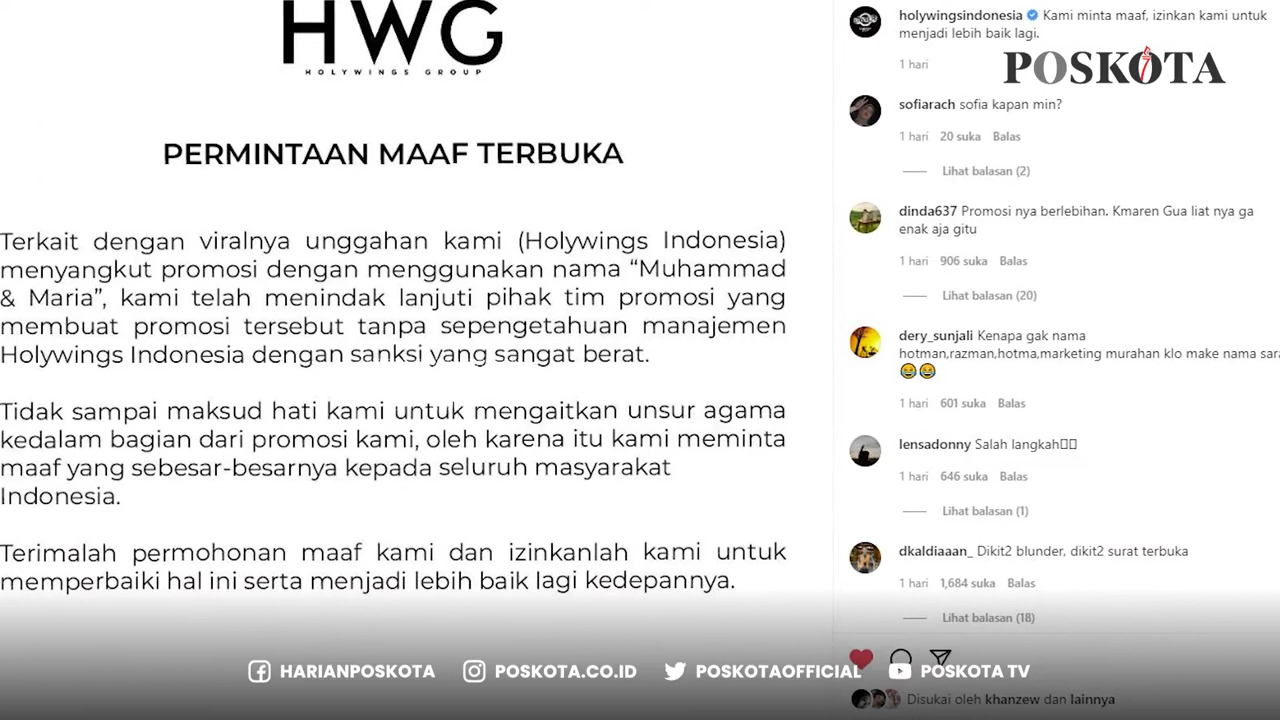 HWG
HOLYWINGS GROUP
PERMINTAAN MAAF TERBUKA
Terkait dengan viralnya unggahan kami (Holywings Indonesia)
menyangkut promosi dengan menggunakan nama “Muhammad
& Maria”, kami telah menindak lanjuti pihak tim promosi yang
membuat promosi tersebut tanpa sepengetahuan manajemen
Holywings Indonesia dengan sanksi yang sangat berat.
Tidak sampai maksud hati kami untuk mengaitkan unsur agama
kedalam bagian dari promosi kami, oleh karena itu kami meminta
maaf yang sebesar-besarnya kepada seluruh masyarakat
Indonesia.
Terimalah permohonan maaf kami dan izinkanlah kami untuk
memperbaiki hal ini serta menjadi lebih baik lagi kedepannya.
holywingsindonesia Kami minta maaf, izinkan kami untuk
menjadi lebih baik lagi.
1 hari
POSKOTA
sofiarach sofia kapan min?
1 hari 20 suka Balas
Lihat balasan (2)
dinda637 Promosi nya berlebihan. Kmaren Gua liat nya ga
enak aja gitu
1 hari 906 suka Balas
Lihat balasan (20)
dery_sunjali Kenapa gak nama
hotman,razman,hotma,marketing murahan klo make nama sara
😂😂
1 hari 601 suka Balas
lensadonny Salah langkah▯▯
1 hari 646 suka Balas
Lihat balasan (1)
dkaldiaaan_ Dikit2 blunder, dikit2 surat terbuka
1 hari 1,684 suka Balas
Lihat balasan (18)
Disukai oleh khanzew dan lainnya
HARIANPOSKOTA POSKOTA.CO.ID POSKOTAOFFICIAL POSKOTA TV